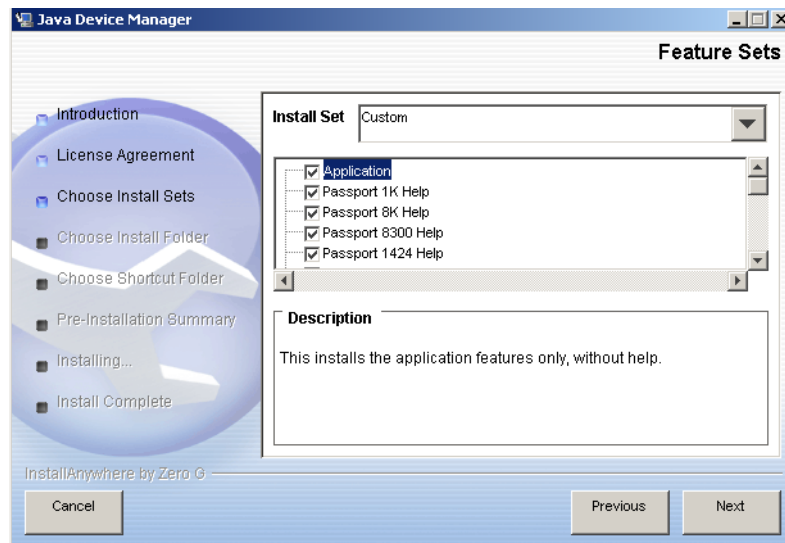 Java Device Manager
Feature Sets
Introduction
License Agreement
Choose Install Sets
Choose Install Folder
Choose Shortcut Folder
Pre-Installation Summary
Installing...
Install Complete
Install Set Custom
Application
Passport 1K Help
Passport 8K Help
Passport 8300 Help
Passport 1424 Help
Description
This installs the application features only, without help.
InstallAnywhere by Zero G
Cancel
Previous
Next